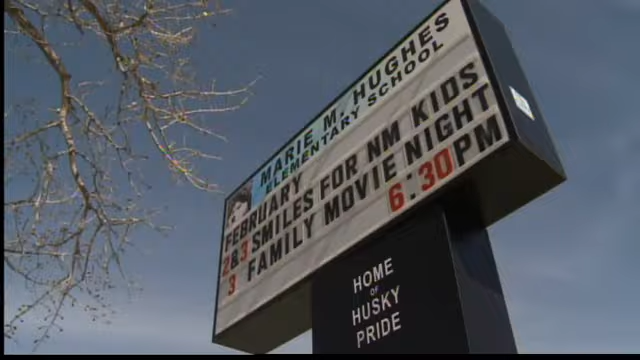 MARIE M. HUGHES
ELEMENTARY SCHOOL
FEBRUARY
2&3 SMILES FOR NM KIDS
3 FAMILY MOVIE NIGHT
6:30PM
HOME
OF
HUSKY
PRIDE